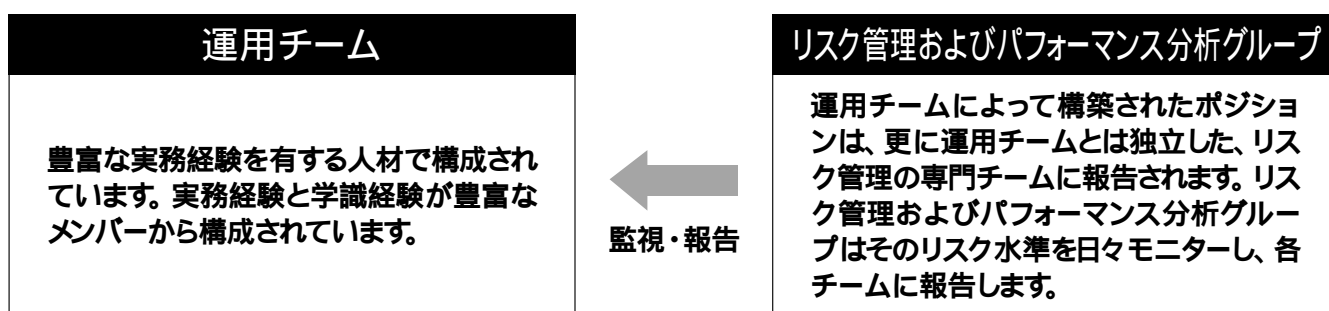 運用チーム
豊富な実務経験を有する人材で構成され
ています。実務経験と学識経験が豊富な
メンバーから構成されています。
監視・報告
リスク管理およびパフォーマンス分析グループ
運用チームによって構築されたポジショ
ンは、更に運用チームとは独立した、リス
ク管理の専門チームに報告されます。リス
ク管理およびパフォーマンス分析グルー
プはそのリスク水準を日々モニターし、各
チームに報告します。